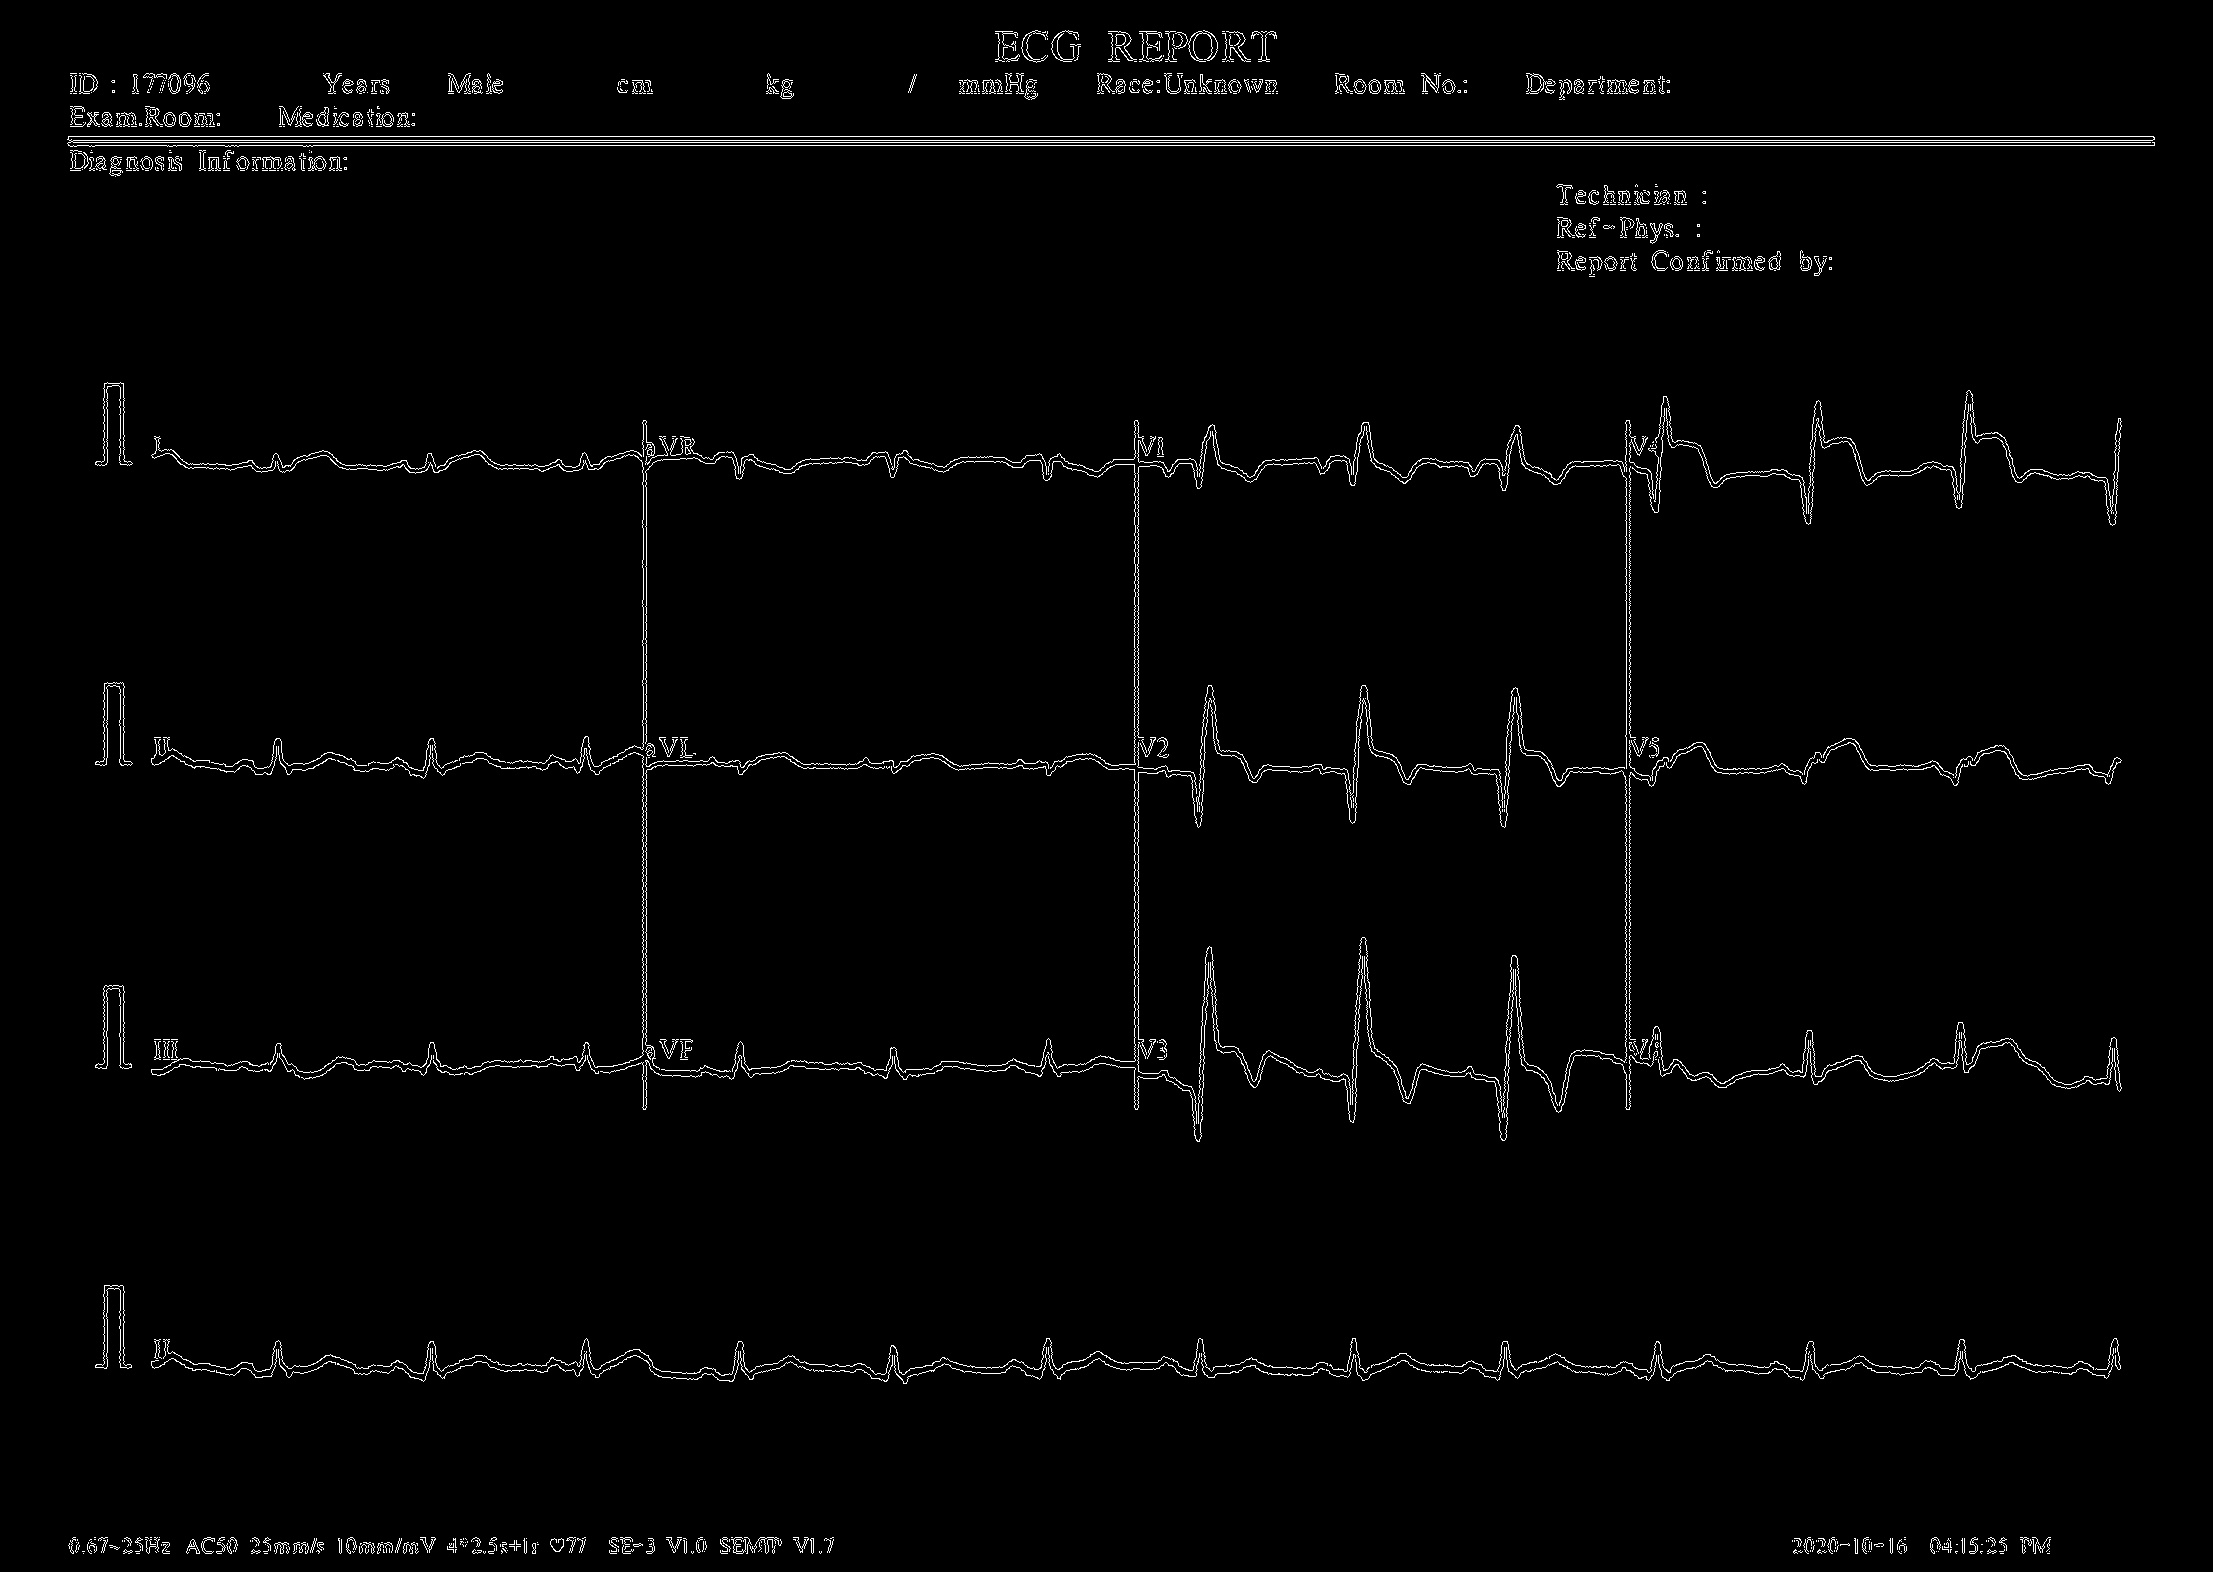 ECG REPORT
ID : 177096 Years Male cm kg / mmHg Race:Unknown Room No.: Department:
Exam.Room: Medication:
Diagnosis Information:
Technician :
Ref-Phys. :
Report Confirmed by:
I aVR V1 V4
II aVL V2 V5
III aVF V3 V6
II
0.67~25Hz AC50 25mm/s 10mm/mV 4*2.5s+1r ♡77 SE-3 V1.0 SEMIP V1.7
2020-10-16 04:15:25 PM